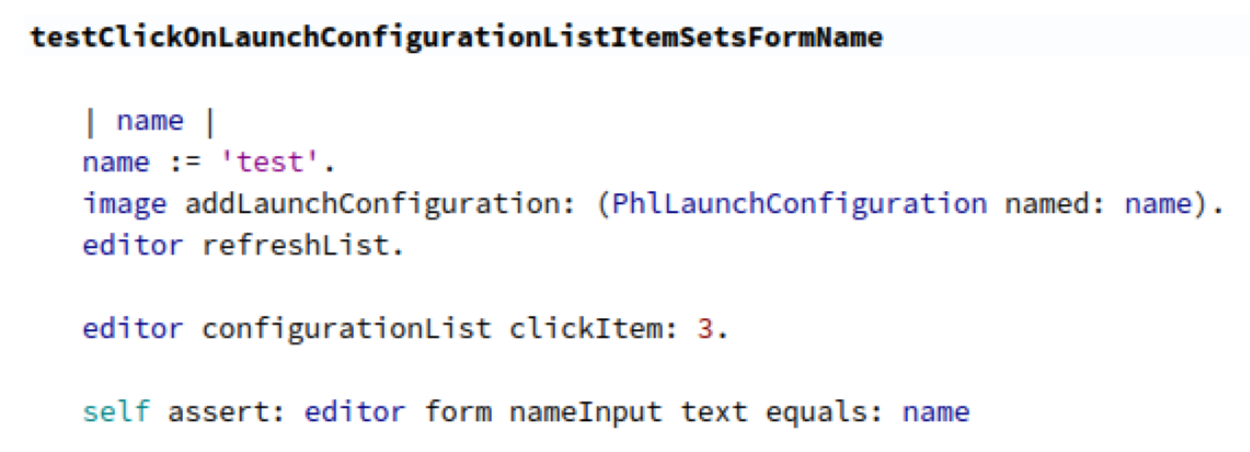 testClickOnLaunchConfigurationListItemSetsFormName
| name |
name := 'test'.
image addLaunchConfiguration: (PhlLaunchConfiguration named: name).
editor refreshList.
editor configurationList clickItem: 3.
self assert: editor form nameInput text equals: name